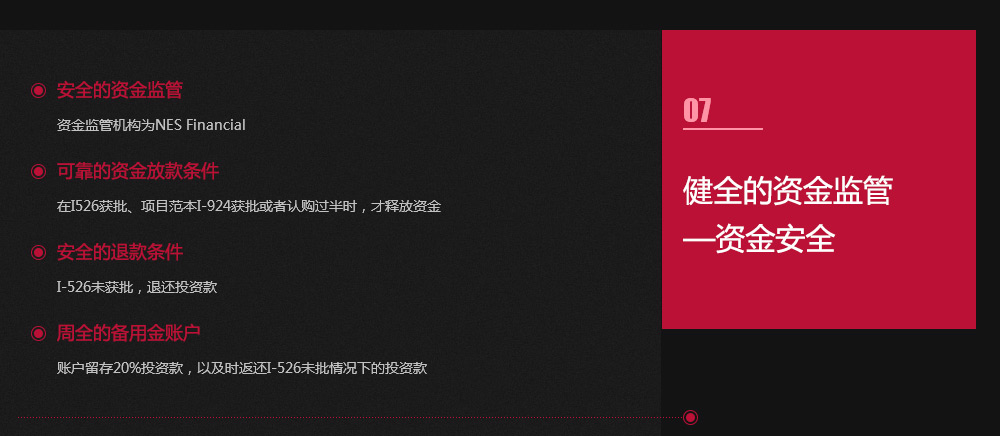 安全的资金监管
资金监管机构为NES Financial
可靠的资金放款条件
在I526获批、项目范本I-924获批或者认购过半时，才释放资金
安全的退款条件
I-526未获批，退还投资款
周全的备用金账户
账户留存20%投资款，以及时返还I-526未批情况下的投资款
07
健全的资金监管
—资金安全